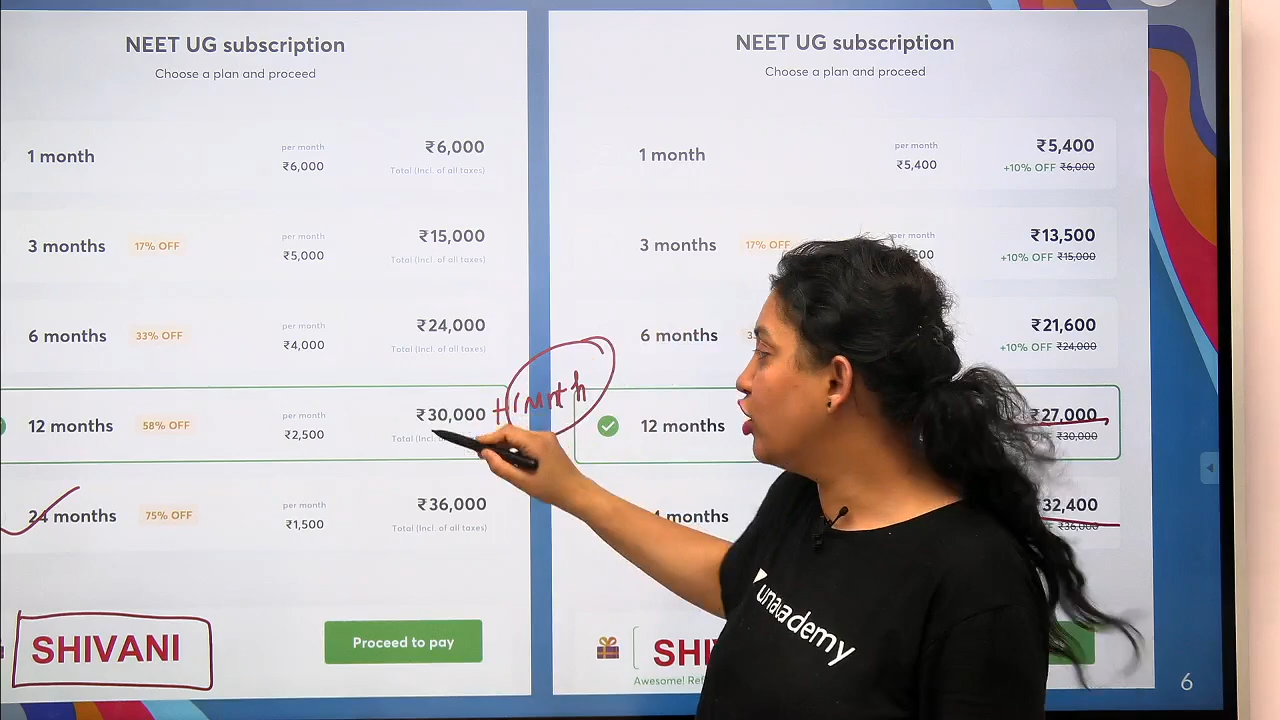 NEET UG subscription
Choose a plan and proceed
1 month
per month
₹6,000
₹6,000
Total (Incl. of all taxes)
3 months
17% OFF
per month
₹5,000
₹15,000
Total (Incl. of all taxes)
6 months
33% OFF
per month
₹4,000
₹24,000
Total (Incl. of all taxes)
12 months
58% OFF
per month
₹2,500
₹30,000
Total (Incl. of
24 months
75% OFF
per month
₹1,500
₹36,000
Total (Incl. of all taxes)
SHIVANI
Proceed to pay
NEET UG subscription
Choose a plan and proceed
1 month
per month
₹5,400
₹5,400
+10% OFF ₹6,000
3 months
17% OFF
per month
₹13,500
+10% OFF ₹15,000
6 months
₹21,600
+10% OFF ₹24,000
12 months
₹27,000
₹30,000
months
32,400
₹36,000
SHI
Awesome!
unacademy
6